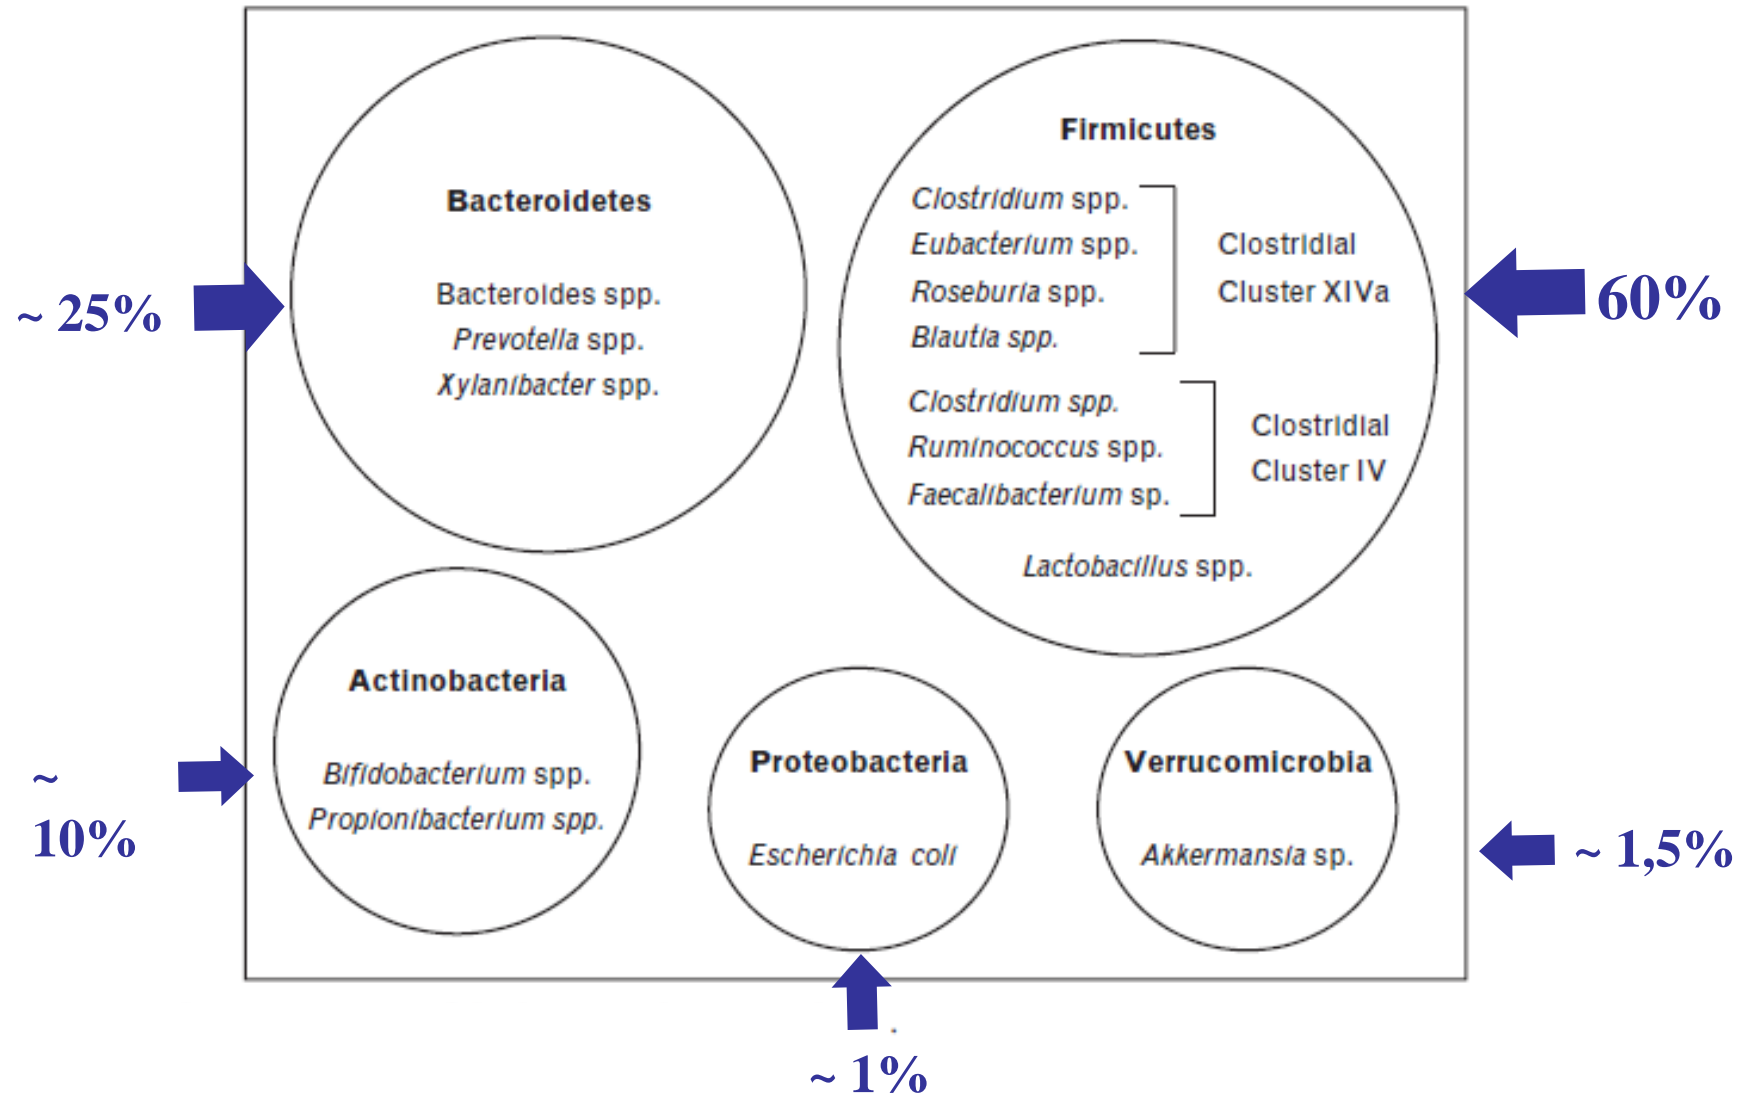 Bacteroidetes
Bacteroides spp.
Prevotella spp.
Xylanibacter spp.
~ 25%
Firmicutes
Clostridium spp.
Eubacterium spp.
Roseburia spp.
Blautia spp.
Clostridial
Cluster XIVa
Clostridium spp.
Ruminococcus spp.
Faecalibacterium sp.
Clostridial
Cluster IV
Lactobacillus spp.
60%
Actinobacteria
Bifidobacterium spp.
Propionibacterium spp.
~
10%
Proteobacteria
Escherichia coli
~ 1%
Verrucomicrobia
Akkermansia sp.
~ 1,5%
.